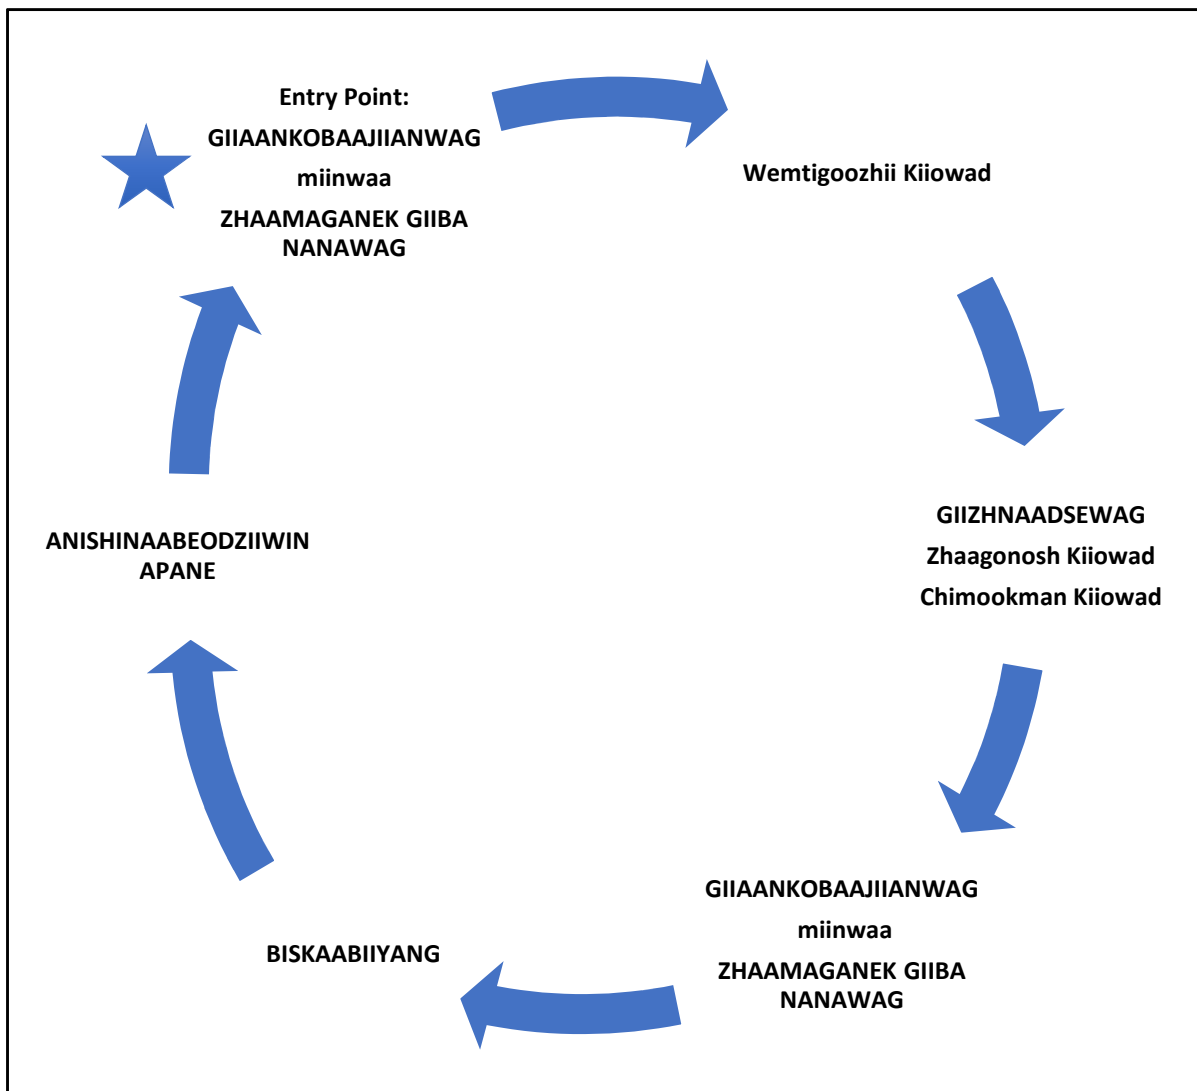 Entry Point:
GIIAANKOBAAJIIANWAG
miinwaa
ZHAAMAGANEK GIIBA
NANAWAG
Wemtigoozhii Kiiowad
GIIZHNAADSEWAG
Zhaagonosh Kiiowad
Chimookman Kiiowad
GIIAANKOBAAJIIANWAG
miinwaa
ZHAAMAGANEK GIIBA
NANAWAG
BISKAABIIYANG
ANISHINAABEODZIIWIN
APANE